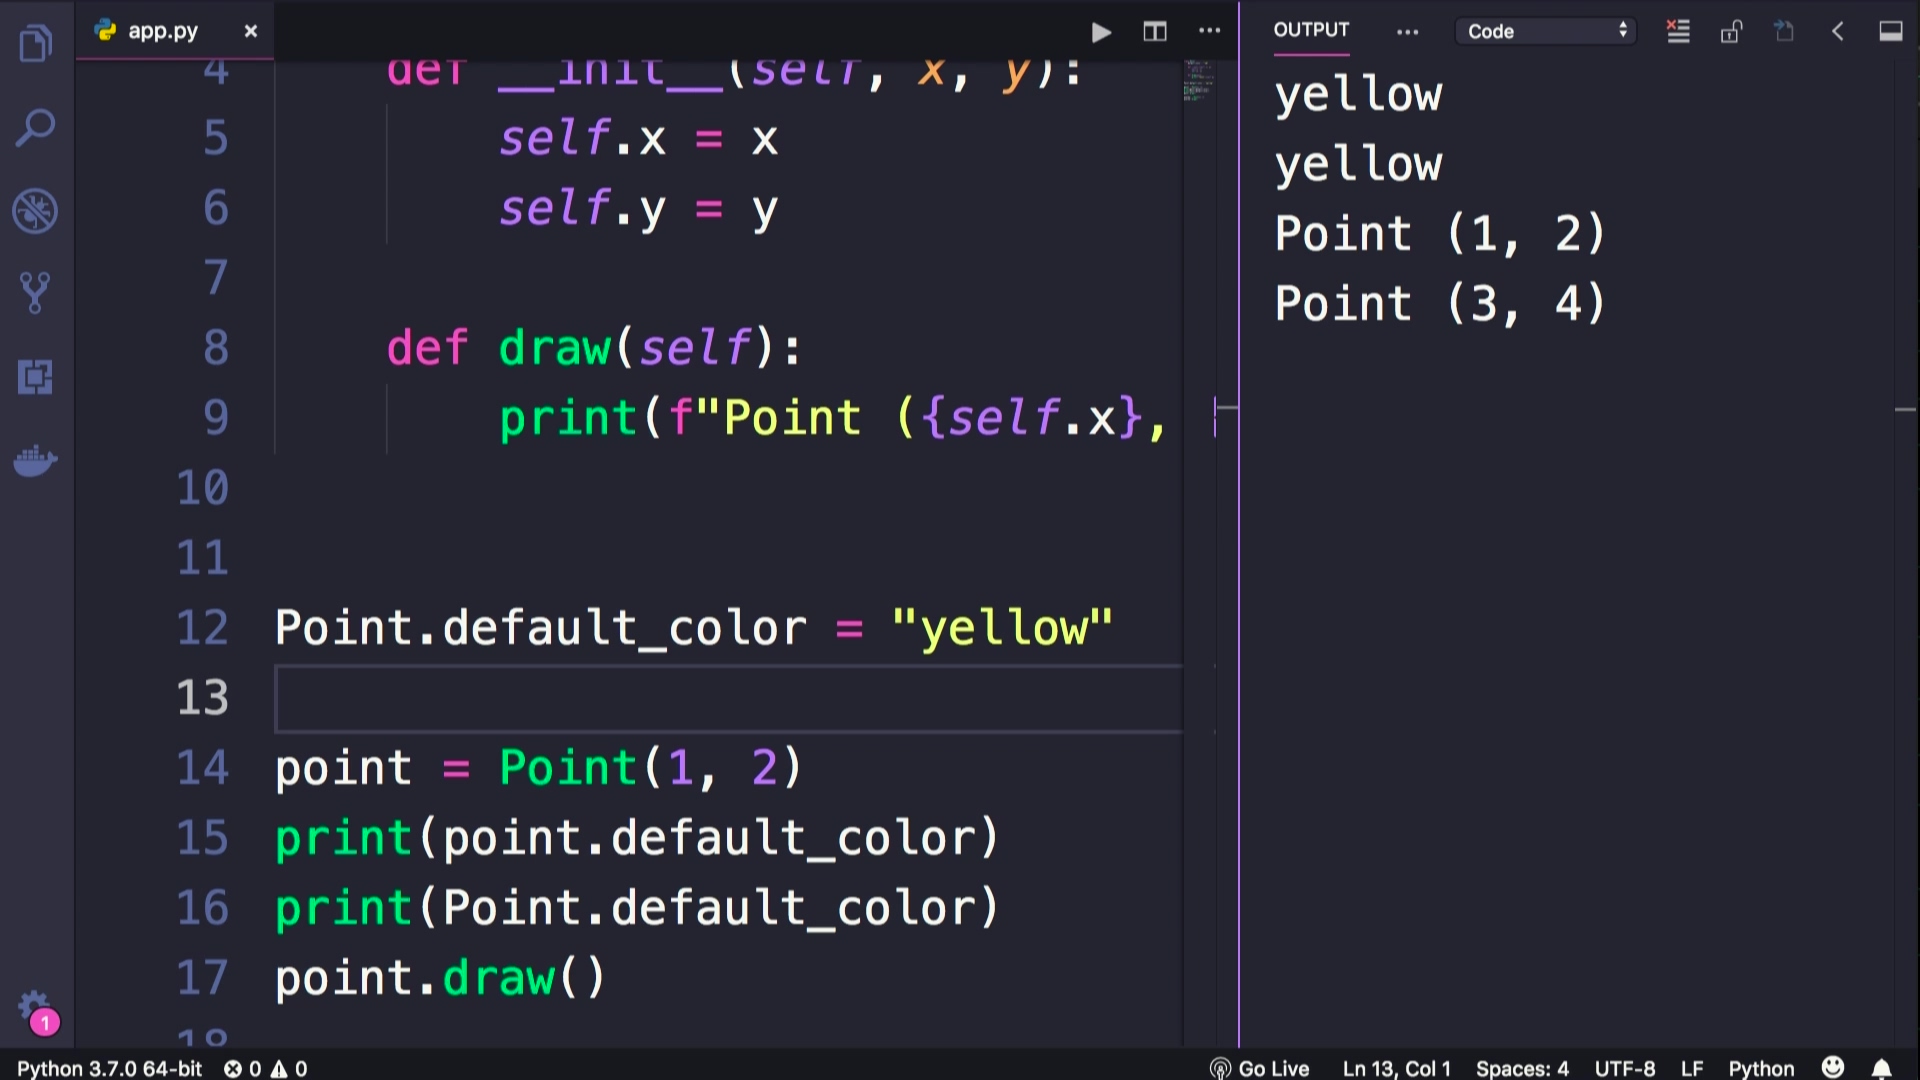 app.py
4 def __init__(self, x, y):
5 self.x = x
6 self.y = y
7
8 def draw(self):
9 print(f"Point ({self.x},
10
11
12 Point.default_color = "yellow"
13
14 point = Point(1, 2)
15 print(point.default_color)
16 print(Point.default_color)
17 point.draw()
18
OUTPUT
Code
yellow
yellow
Point (1, 2)
Point (3, 4)
1
Python 3.7.0 64-bit 0 0
Go Live Ln 13, Col 1 Spaces: 4 UTF-8 LF Python